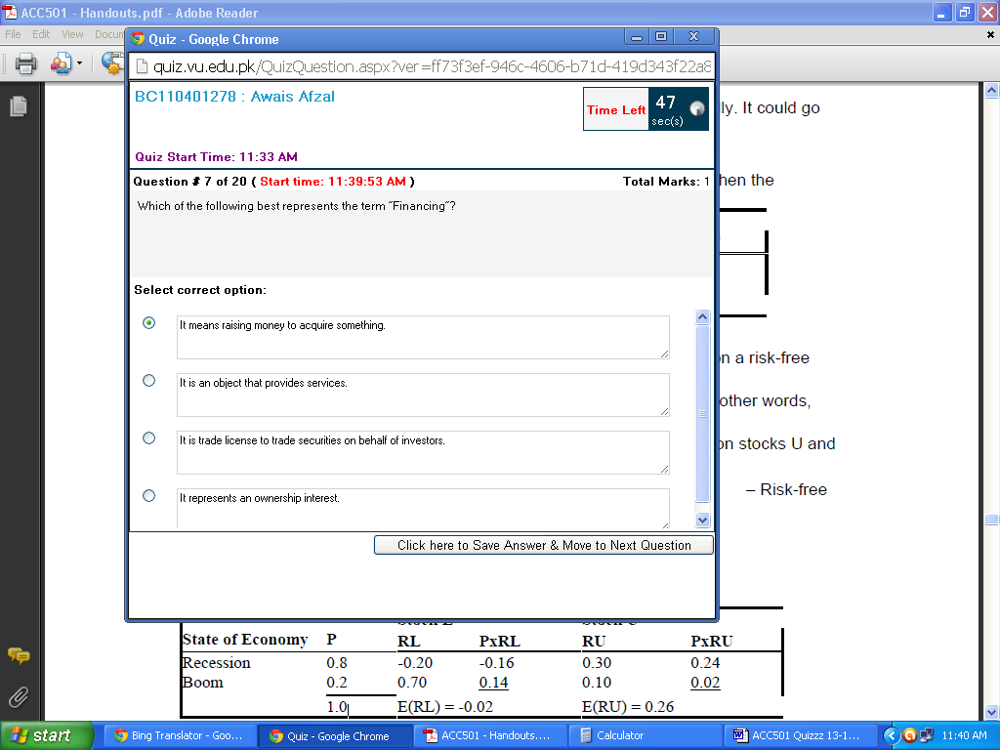 ACC501 - Handouts.pdf - Adobe Reader
File Edit View Docum
Quiz - Google Chrome
quiz.vu.edu.pk/QuizQuestion.aspx?ver=ff73f3ef-946c-4606-b71d-419d343f22a8
BC110401278 : Awais Afzal
Time Left 47
sec(s)
lly. It could go
Quiz Start Time: 11:33 AM
Question # 7 of 20 ( Start time: 11:39:53 AM ) Total Marks: 1
hen the
Which of the following best represents the term "Financing"?
Select correct option:
It means raising money to acquire something.
on a risk-free
It is an object that provides services.
other words,
It is trade license to trade securities on behalf of investors.
on stocks U and
It represents an ownership interest.
– Risk-free
Click here to Save Answer & Move to Next Question
State of Economy P RL PxRL RU PxRU
Recession 0.8 -0.20 -0.16 0.30 0.24
Boom 0.2 0.70 0.14 0.10 0.02
1.0 E(RL) = -0.02 E(RU) = 0.26
start Bing Translator - Goo... Quiz - Google Chrome ACC501 - Handouts.... Calculator ACC501 Quizzz 13-1... 11:40 AM